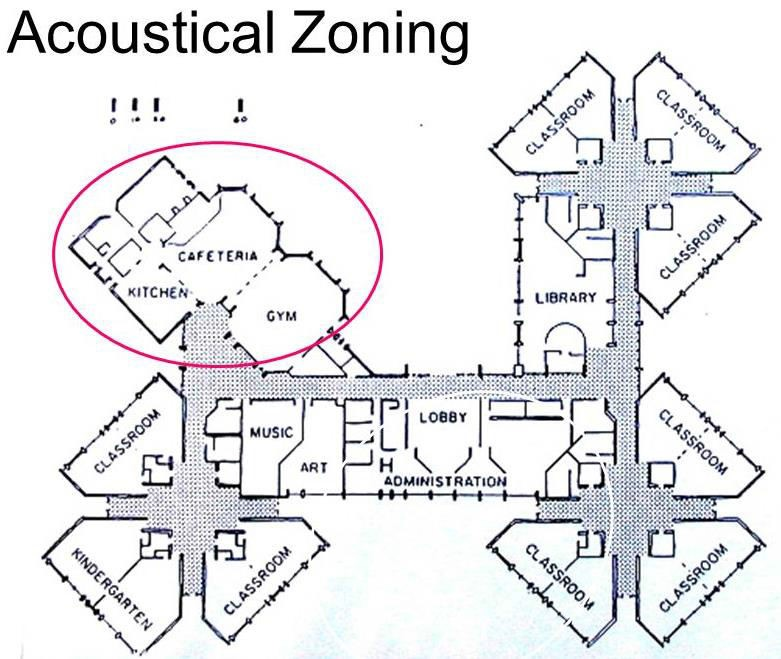 Acoustical Zoning
CLASSROOM
CLASSROOM
CAFETERIA
CLASSROOM
KITCHEN
LIBRARY
GYM
CLASSROOM
MUSIC
LOBBY
CLASSROOM
ART
ADMINISTRATION
KINDERGARTEN
CLASSROOM
CLASSROOM
CLASSROOM